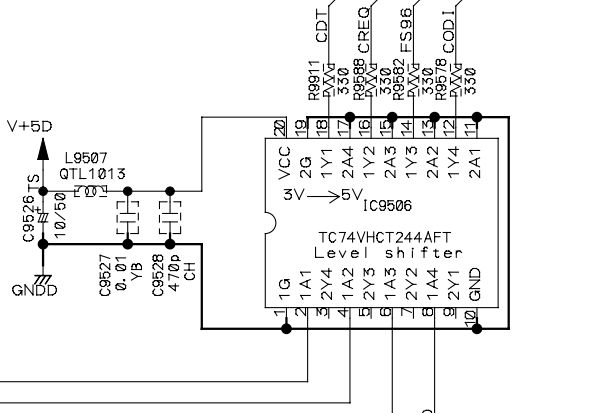 CDT
CREQ
FS96
CODI
R9911
330
R9588
330
R9582
330
R9578
330
20
19
18
17
16
15
14
13
12
11
VCC
2G
1Y1
2A4
1Y2
2A3
1Y3
2A2
1Y4
2A1
V+5D
L9507
QTL1013
TS
C9526
10/50
+
GNDD
C9527
0.01
YB
C9528
470p
CH
3V→5V
IC9506
TC74VHCT244AFT
Level shifter
1G
1A1
2Y4
1A2
2Y3
1A3
2Y2
1A4
2Y1
GND
1
2
3
4
5
6
7
8
9
10